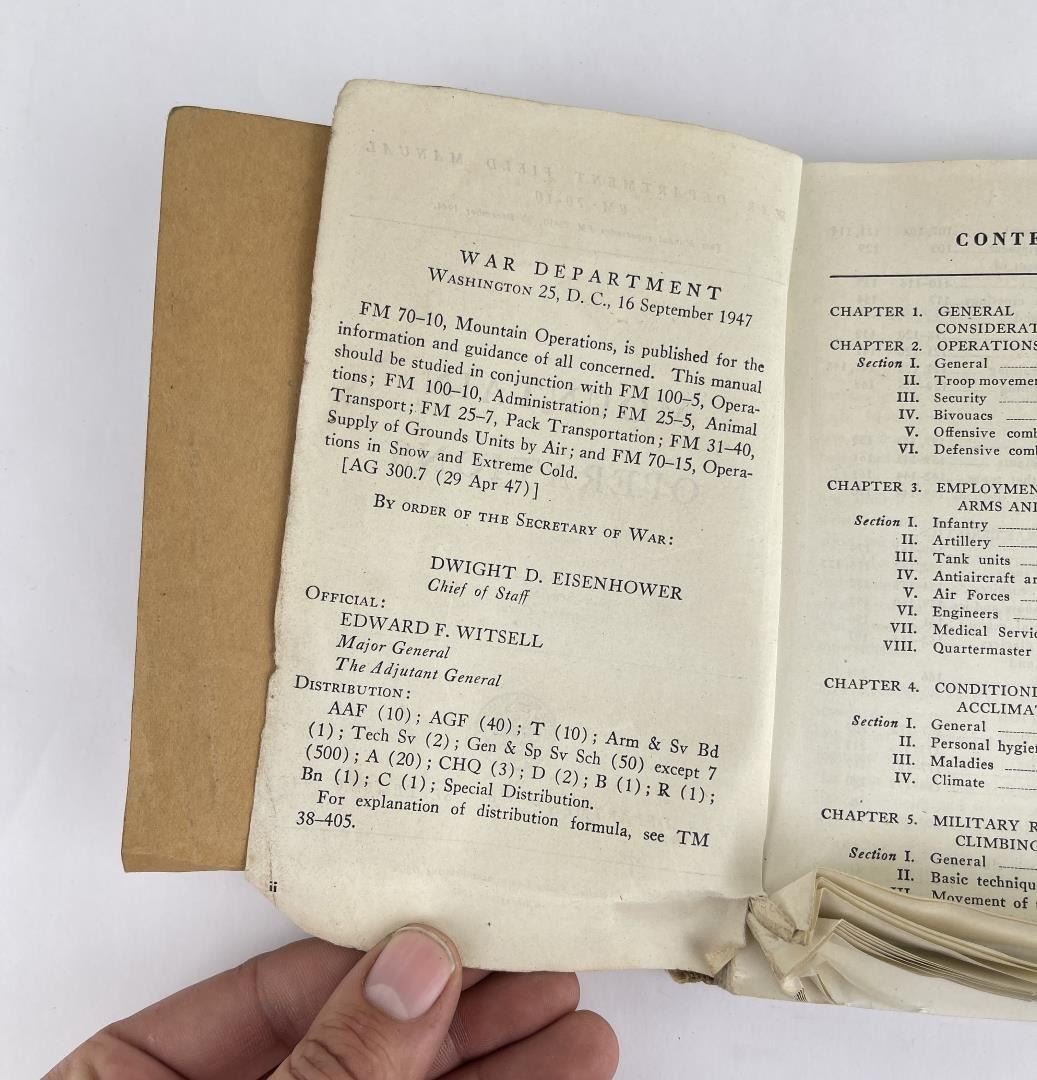 WAR DEPARTMENT
WASHINGTON 25, D. C., 16 September 1947
FM 70–10, Mountain Operations, is published for the
information and guidance of all concerned. This manual
should be studied in conjunction with FM 100–5, Opera-
tions; FM 100–10, Administration; FM 25–5, Animal
Transport; FM 25–7, Pack Transportation; FM 31–40,
Supply of Grounds Units by Air; and FM 70–15, Opera-
tions in Snow and Extreme Cold.
[AG 300.7 (29 Apr 47)]
BY ORDER OF THE SECRETARY OF WAR:
DWIGHT D. EISENHOWER
Chief of Staff
OFFICIAL:
EDWARD F. WITSELL
Major General
The Adjutant General
DISTRIBUTION:
AAF (10); AGF (40); T (10); Arm & Sv Bd
(1); Tech Sv (2); Gen & Sp Sv Sch (50) except 7
(500); A (20); CHQ (3); D (2); B (1); R (1);
Bn (1); C (1); Special Distribution.
For explanation of distribution formula, see TM
38–405.
ii
CONTE
CHAPTER 1. GENERAL
CONSIDERAT
CHAPTER 2. OPERATIONS
Section I. General
II. Troop movemen
III. Security
IV. Bivouacs
V. Offensive comb
VI. Defensive comb
CHAPTER 3. EMPLOYMEN
ARMS AN
Section I. Infantry
II. Artillery
III. Tank units
IV. Antiaircraft ar
V. Air Forces
VI. Engineers
VII. Medical Servic
VIII. Quartermaster
CHAPTER 4. CONDITIONI
ACCLIMAT
Section I. General
II. Personal hygie
III. Maladies
IV. Climate
CHAPTER 5. MILITARY R
CLIMBING
Section I. General
II. Basic techniqu
III. Movement of